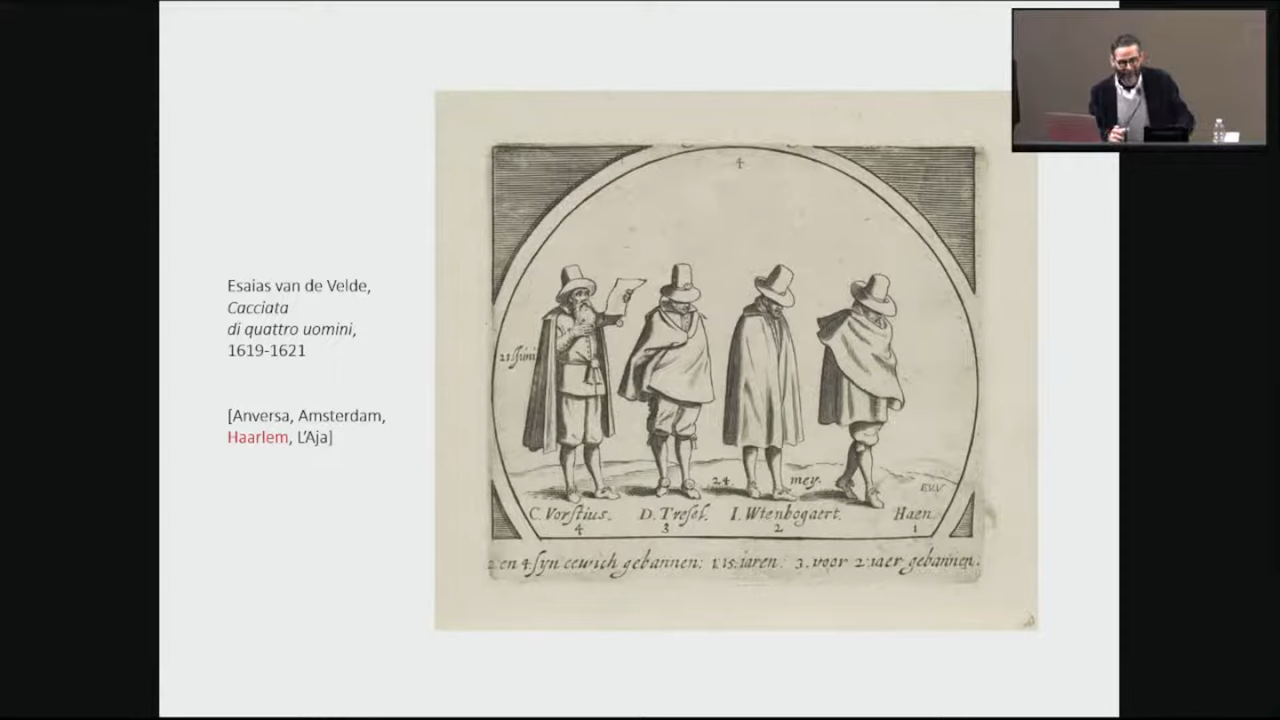 Esaias van de Velde,
Cacciata
di quattro uomini,
1619-1621
[Anversa, Amsterdam,
Haarlem, L'Aja]
4
21. Juni
24. mey.
E.V.V
C. Vorstius. D. Tresel. I. Wtenbogaert. Haen.
4 3 2 1
2 en 4 syn eewich gebannen: 1. 15. iaren: 3. voor 2. iaer gebannen.